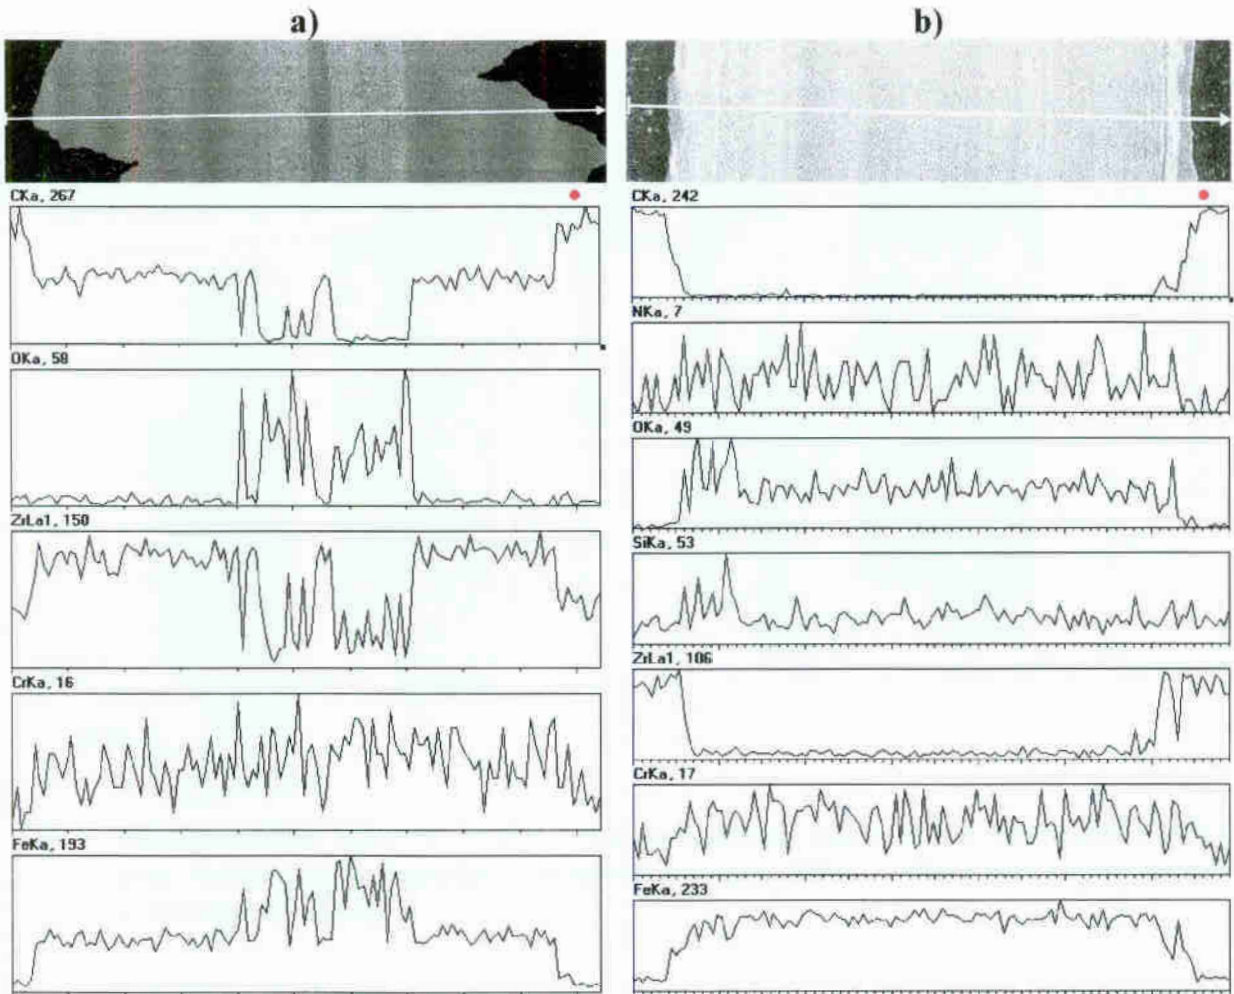 a)
CKa, 267
OKa, 58
ZrLa1, 150
CrKa, 16
FeKa, 193
b)
CKa, 242
NKa, 7
OKa, 49
SiKa, 53
ZrLa1, 106
CrKa, 17
FeKa, 233